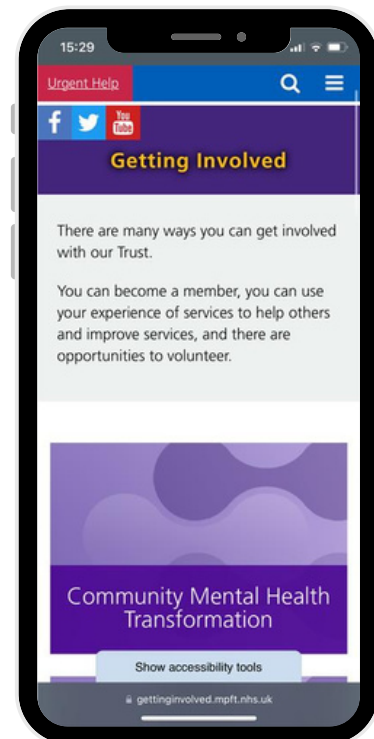 15:29
Urgent Help
f
You
Tube
Getting Involved
There are many ways you can get involved
with our Trust.
You can become a member, you can use
your experience of services to help others
and improve services, and there are
opportunities to volunteer.
Community Mental Health
Transformation
Show accessibility tools
gettinginvolved.mpft.nhs.uk